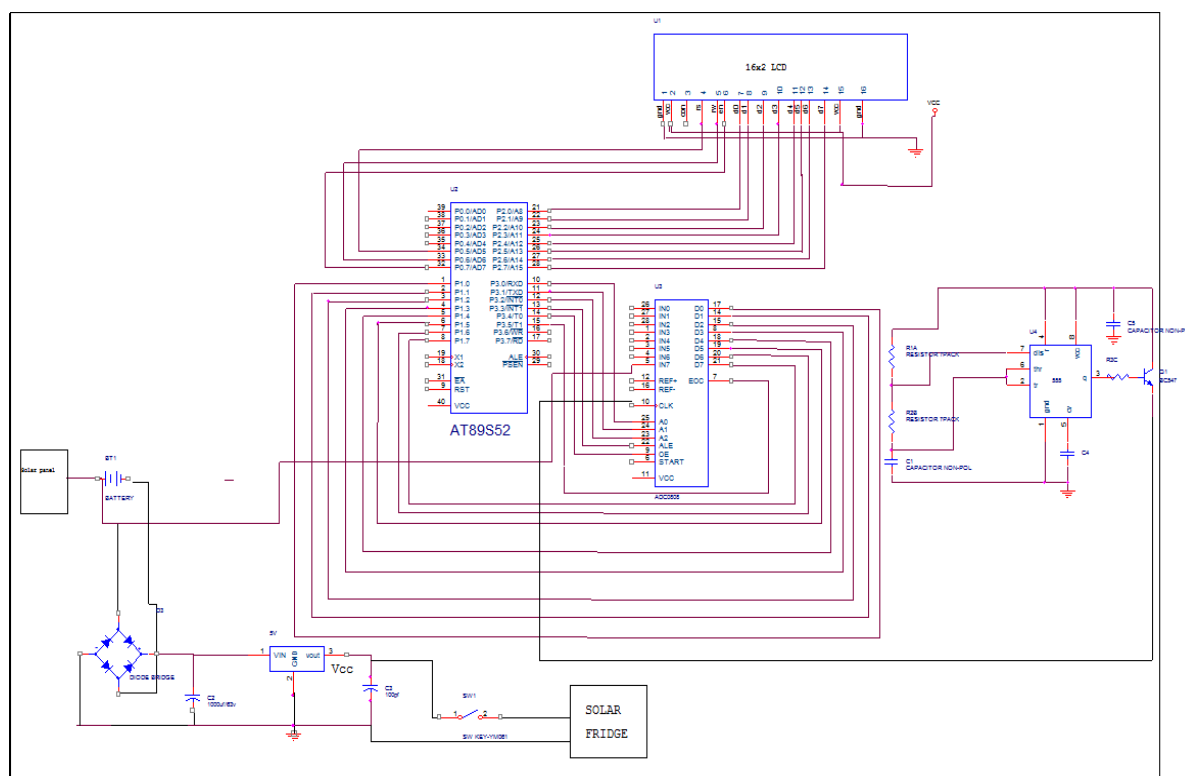 U1
16x2 LCD
1 2 3 4 5 6 7 8 9 10 11 12 13 14 15 16
gnd vcc con rs rw en d0 d1 d2 d3 d4 d5 d6 d7 vcc gnd
VCC
U2
39 P0.0/AD0 P2.0/A8 21
38 P0.1/AD1 P2.1/A9 22
37 P0.2/AD2 P2.2/A10 23
36 P0.3/AD3 P2.3/A11 24
35 P0.4/AD4 P2.4/A12 25
34 P0.5/AD5 P2.5/A13 26
33 P0.6/AD6 P2.6/A14 27
32 P0.7/AD7 P2.7/A15 28
1 P1.0 P3.0/RXD 10
2 P1.1 P3.1/TXD 11
3 P1.2 P3.2/INT0 12
4 P1.3 P3.3/INT1 13
5 P1.4 P3.4/T0 14
6 P1.5 P3.5/T1 15
7 P1.6 P3.6/WR 16
8 P1.7 P3.7/RD 17
19 X1 ALE 30
18 X2 PSEN 29
31 EA
9 RST
40 VCC
AT89S52
U3
26 IN0 D0 17
27 IN1 D1 14
28 IN2 D2 15
1 IN3 D3 8
2 IN4 D4 18
3 IN5 D5 19
4 IN6 D6 20
5 IN7 D7 21
12 REF+ EOC 7
16 REF-
10 CLK
25 A0
24 A1
23 A2
22 ALE
9 OE
6 START
11 VCC
ADC0808
C5
CAPACITOR NON-P
U4
4 8
r vcc
7 dis
6 thr
2 tr
555
q 3
gnd cv
1 5
R1A
RESISTOR 7PACK
R2B
RESISTOR 7PACK
C1
CAPACITOR NON-POL
C4
R3C
Q1
BC547
Solar panel
BT1
BATTERY
D3
- +
DIODE BRIDGE
C2
1000u/63v
5V
1 VIN vout 3
GND
2
Vcc
C3
100pf
SW1
1 2
SW KEY-YM061
SOLAR
FRIDGE